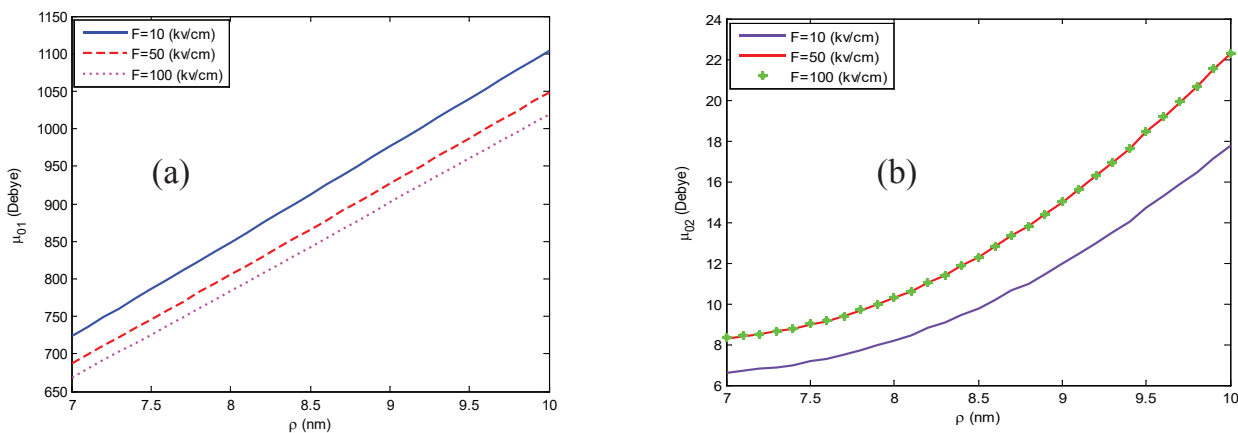 1150
1100
1050
1000
950
900
850
800
750
700
650
7
7.5
8
8.5
9
9.5
10
μ01 (Debye)
ρ (nm)
F=10 (kv/cm)
F=50 (kv/cm)
F=100 (kv/cm)
(a)
24
22
20
18
16
14
12
10
8
6
7
7.5
8
8.5
9
9.5
10
μ02 (Debye)
ρ (nm)
F=10 (kv/cm)
F=50 (kv/cm)
F=100 (kv/cm)
(b)